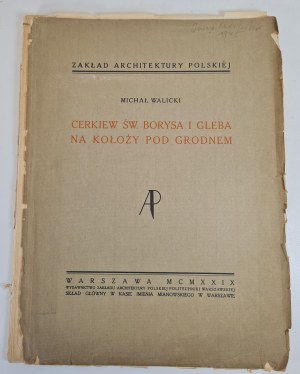 ZAKŁAD ARCHITEKTURY POLSKIEJ
MICHAŁ WALICKI
CERKIEW ŚW. BORYSA I GLEBA
NA KOŁOŻY POD GRODNEM
AP
WARSZAWA MCMXXIX
WYDAWNICTWO ZAKŁADU ARCHITEKTURY POLSKIEJ POLITECHNIKI WARSZAWSKIEJ
SKŁAD GŁÓWNY W KASIE IMIENIA MIANOWSKIEGO W WARSZAWIE